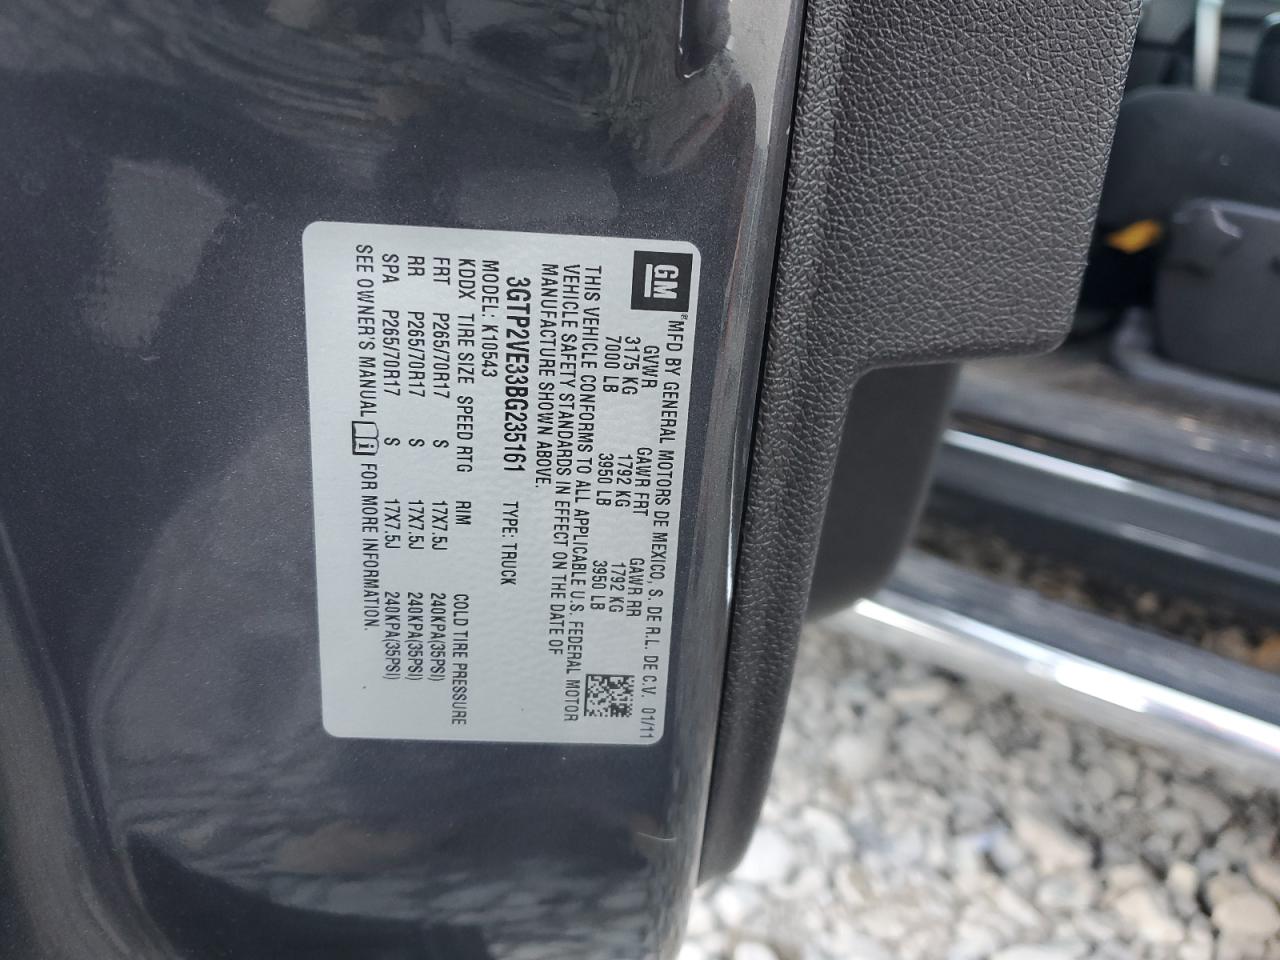 GM
® MFD BY GENERAL MOTORS DE MEXICO, S. DE R.L. DE C.V. 01/11
GVWR GAWR FRT GAWR RR
3175 KG 1792 KG 1792 KG
7000 LB 3950 LB 3950 LB
THIS VEHICLE CONFORMS TO ALL APPLICABLE U.S. FEDERAL MOTOR
VEHICLE SAFETY STANDARDS IN EFFECT ON THE DATE OF
MANUFACTURE SHOWN ABOVE.
3GTP2VE33BG235161 TYPE: TRUCK
MODEL: K10543
KDDX TIRE SIZE SPEED RTG RIM COLD TIRE PRESSURE
FRT P265/70R17 S 17X7.5J 240KPA(35PSI)
RR P265/70R17 S 17X7.5J 240KPA(35PSI)
SPA P265/70R17 S 17X7.5J 240KPA(35PSI)
SEE OWNER'S MANUAL i FOR MORE INFORMATION.